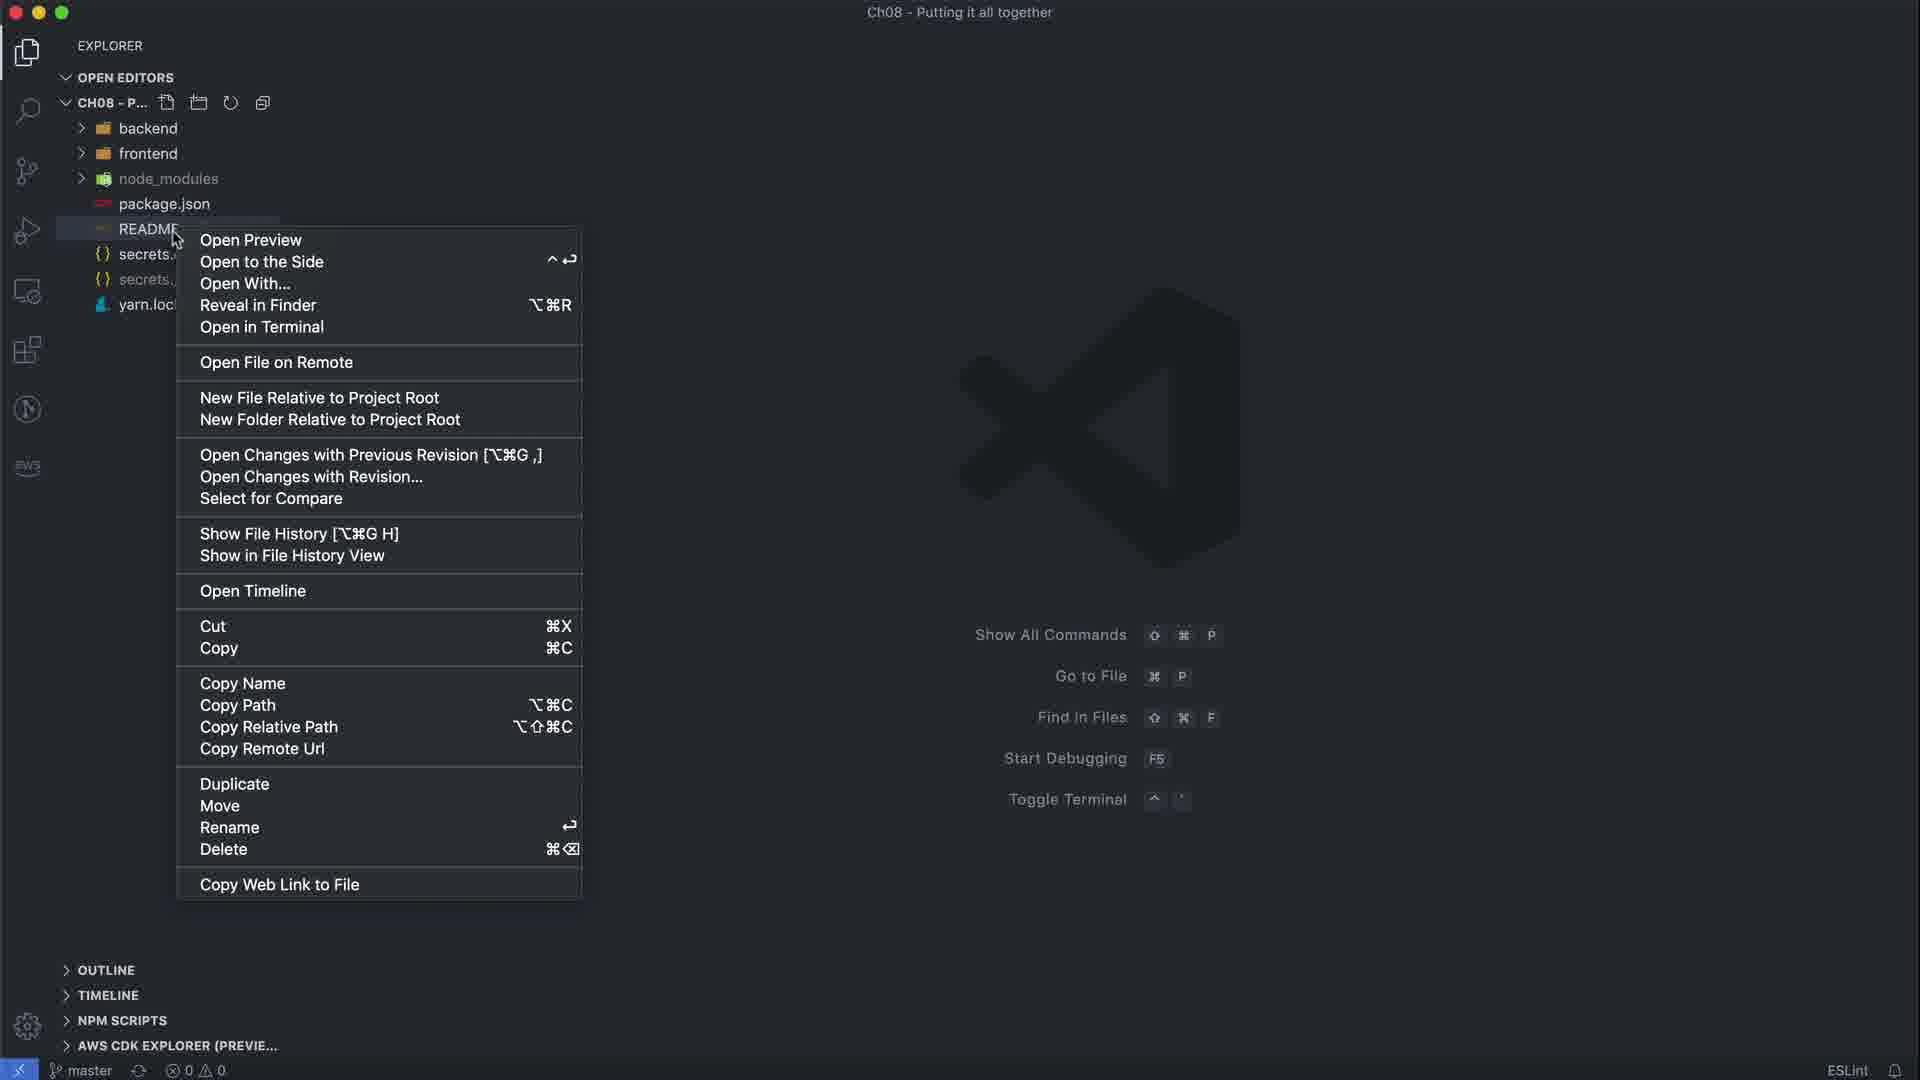 Ch08 - Putting it all together
EXPLORER
OPEN EDITORS
CH08 - P...
backend
frontend
node_modules
package.json
README
secrets.
secrets.
yarn.loc
Open Preview
Open to the Side ^ ↩
Open With...
Reveal in Finder ⌥⌘R
Open in Terminal
Open File on Remote
New File Relative to Project Root
New Folder Relative to Project Root
Open Changes with Previous Revision [⌥⌘G ,]
Open Changes with Revision...
Select for Compare
Show File History [⌥⌘G H]
Show in File History View
Open Timeline
Cut ⌘X
Copy ⌘C
Copy Name
Copy Path ⌥⌘C
Copy Relative Path ⌥⇧⌘C
Copy Remote Url
Duplicate
Move
Rename ↩
Delete ⌘⌫
Copy Web Link to File
aws
Show All Commands ⇧ ⌘ P
Go to File ⌘ P
Find in Files ⇧ ⌘ F
Start Debugging F5
Toggle Terminal ^ `
OUTLINE
TIMELINE
NPM SCRIPTS
AWS CDK EXPLORER (PREVIE...
master 0 0
ESLint